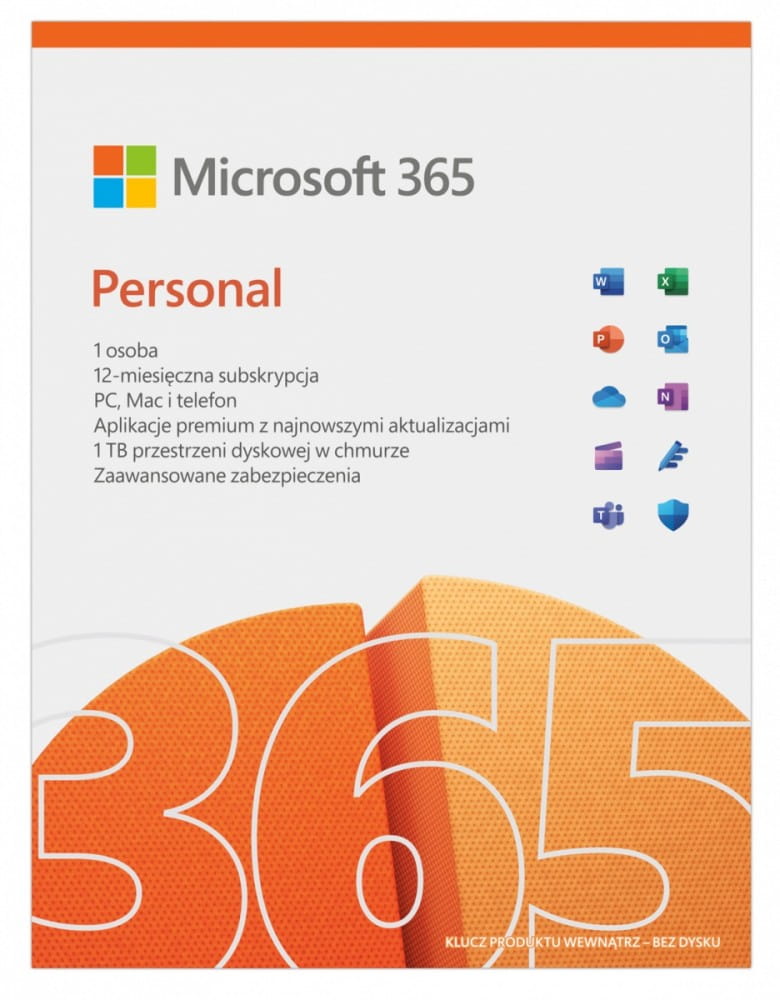 Microsoft 365
Personal
1 osoba
12-miesięczna subskrypcja
PC, Mac i telefon
Aplikacje premium z najnowszymi aktualizacjami
1 TB przestrzeni dyskowej w chmurze
Zaawansowane zabezpieczenia
W X
P O
N
T
365
KLUCZ PRODUKTU WEWNĄTRZ – BEZ DYSKU